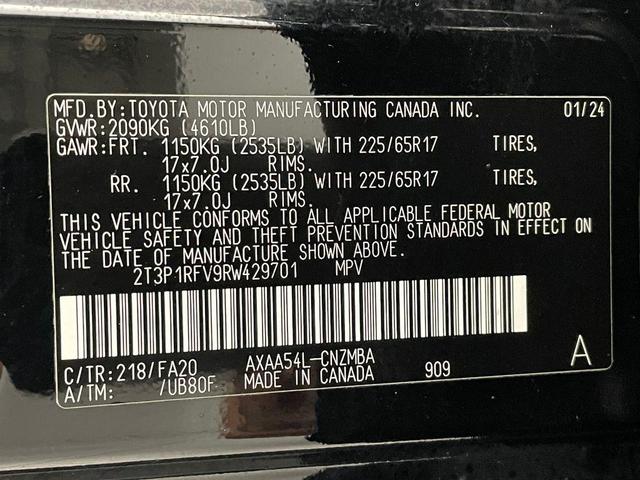 MFD.BY:TOYOTA MOTOR MANUFACTURING CANADA INC. 01/24
GVWR:2090KG (4610LB)
GAWR:FRT. 1150KG (2535LB) WITH 225/65R17 TIRES,
17x7.0J RIMS.
RR. 1150KG (2535LB) WITH 225/65R17 TIRES,
17x7.0J RIMS.
THIS VEHICLE CONFORMS TO ALL APPLICABLE FEDERAL MOTOR
VEHICLE SAFETY AND THEFT PREVENTION STANDARDS IN EFFECT ON
THE DATE OF MANUFACTURE SHOWN ABOVE.
2T3P1RFV9RW429701 MPV
C/TR:218/FA20 AXAA54L-CNZMBA A
A/TM: /UB80F MADE IN CANADA 909